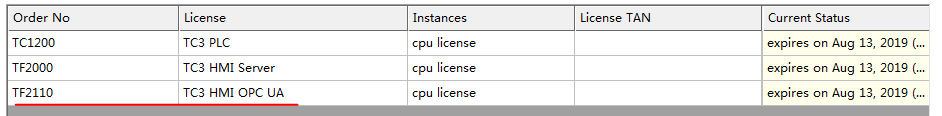 Order No License Instances License TAN Current Status
TC1200 TC3 PLC cpu license expires on Aug 13, 2019 (...
TF2000 TC3 HMI Server cpu license expires on Aug 13, 2019 (...
TF2110 TC3 HMI OPC UA cpu license expires on Aug 13, 2019 (...